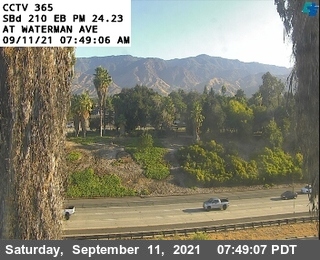 CCTV 365
SBd 210 EB PM 24.23
AT WATERMAN AVE
09/11/21 07:49:06 AM
Saturday, September 11, 2021 07:49:07 PDT